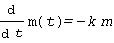 d/dt m(t) = -k m